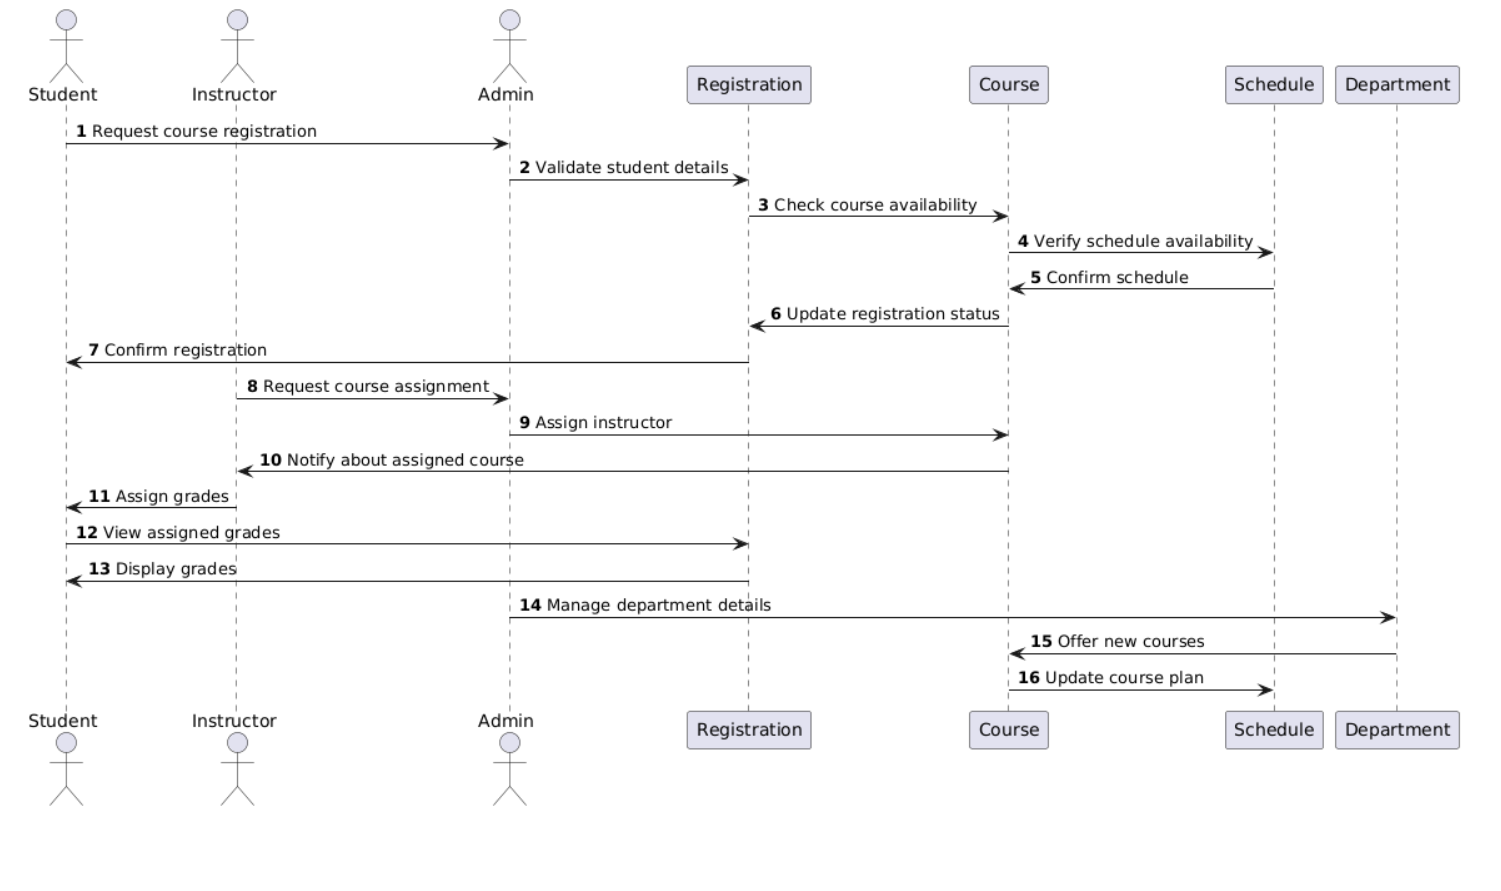 Student
Instructor
Admin
Registration
Course
Schedule
Department
1 Request course registration
2 Validate student details
3 Check course availability
4 Verify schedule availability
5 Confirm schedule
6 Update registration status
7 Confirm registration
8 Request course assignment
9 Assign instructor
10 Notify about assigned course
11 Assign grades
12 View assigned grades
13 Display grades
14 Manage department details
15 Offer new courses
16 Update course plan
Student
Instructor
Admin
Registration
Course
Schedule
Department